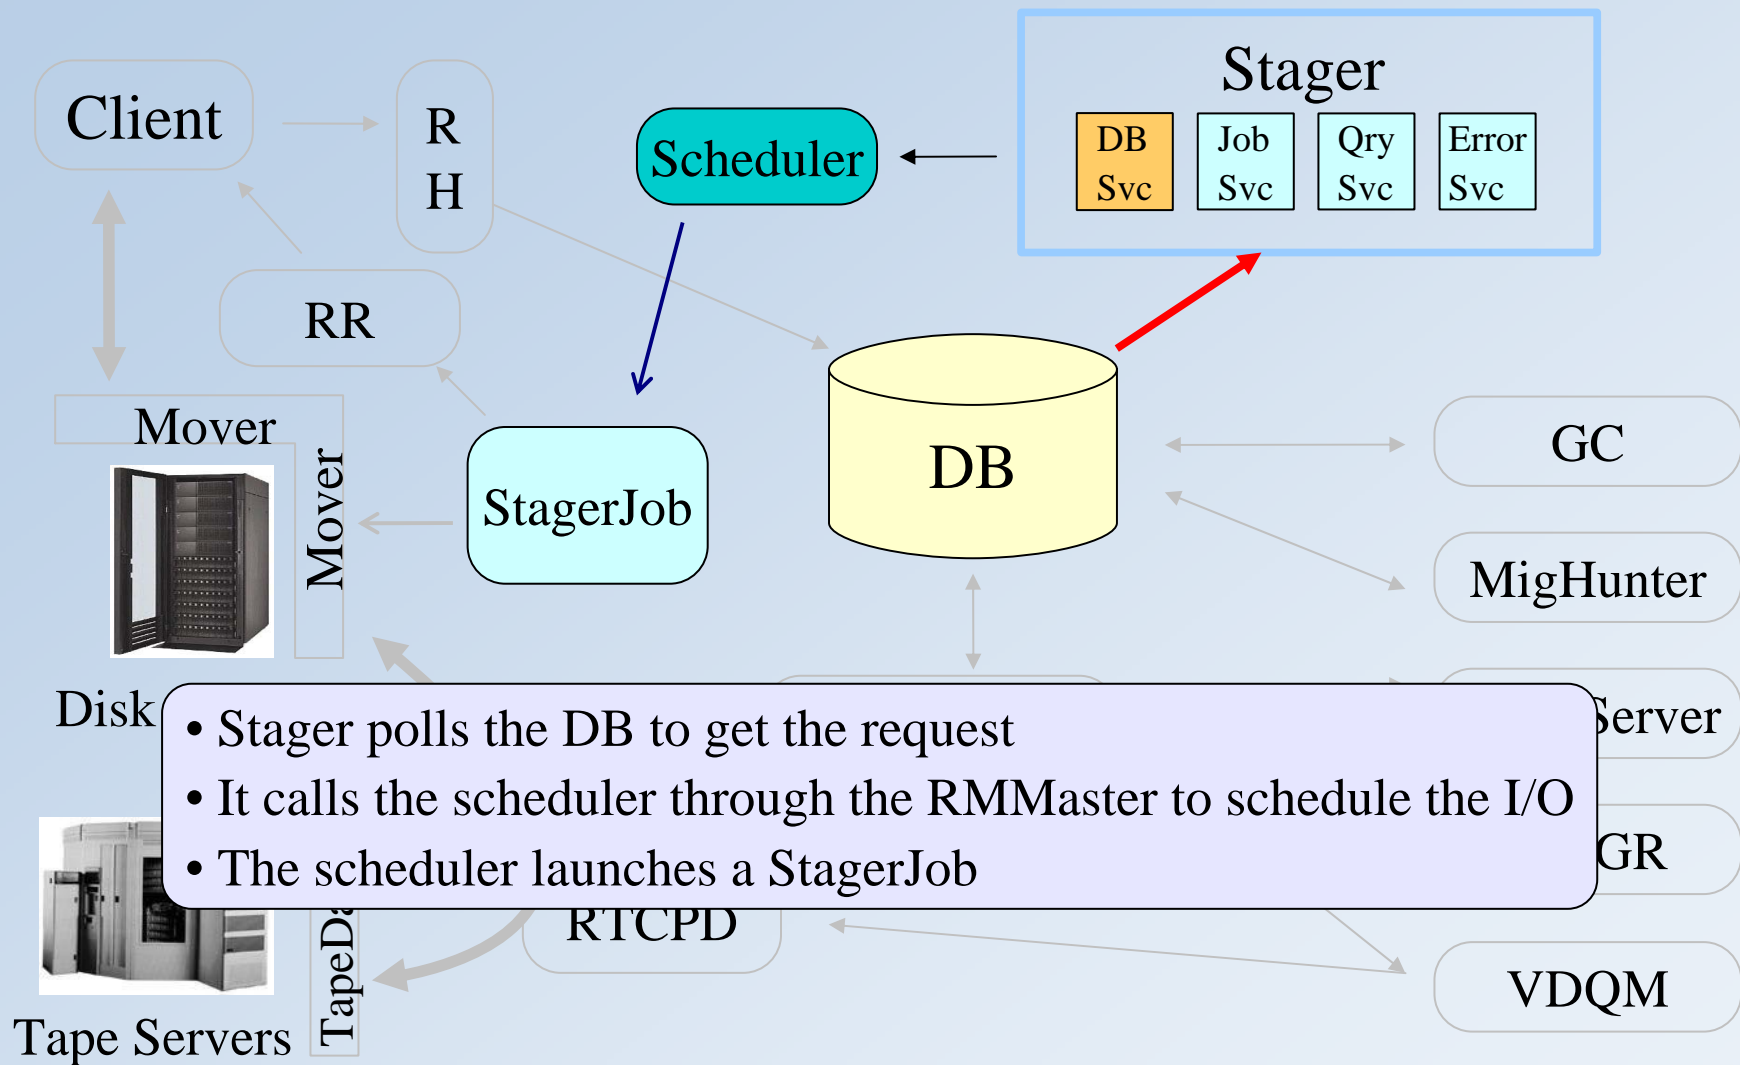 Stager
Client
R
H
Scheduler
DB
Svc
Job
Svc
Qry
Svc
Error
Svc
RR
Mover
Mover
StagerJob
DB
GC
MigHunter
Disk
Server
• Stager polls the DB to get the request
• It calls the scheduler through the RMMaster to schedule the I/O
• The scheduler launches a StagerJob
GR
RTCPD
TapeDa
VDQM
Tape Servers